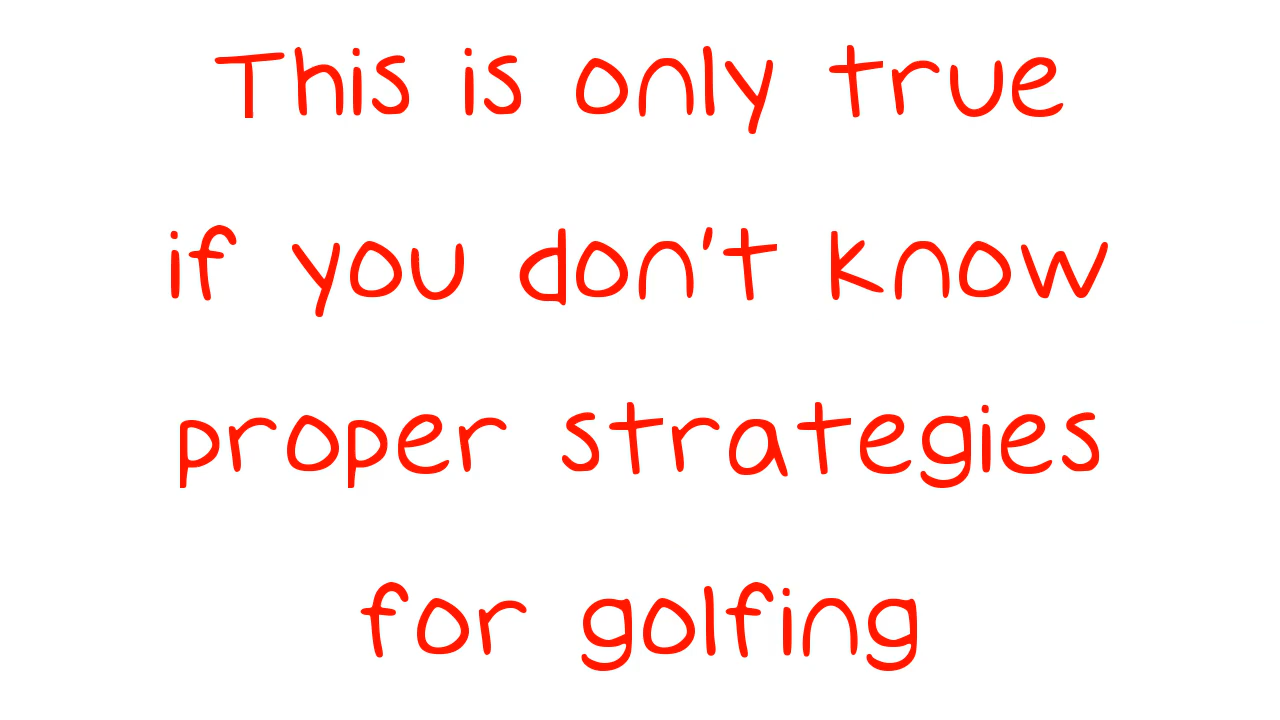 This is only true
if you don't know
proper strategies
for golfing